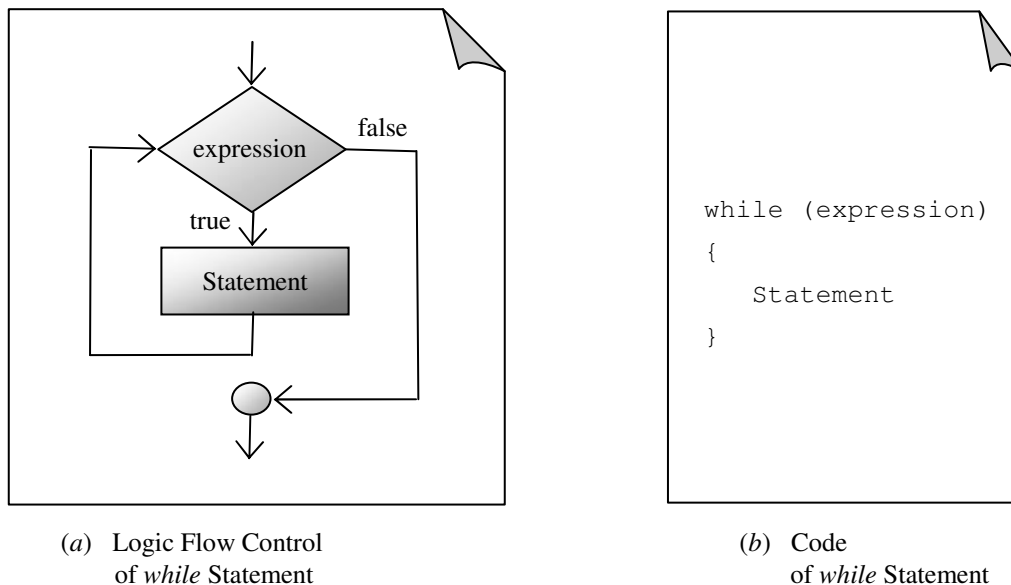 false
expression
true
Statement
while (expression)
{
Statement
}
(a) Logic Flow Control
of while Statement
(b) Code
of while Statement